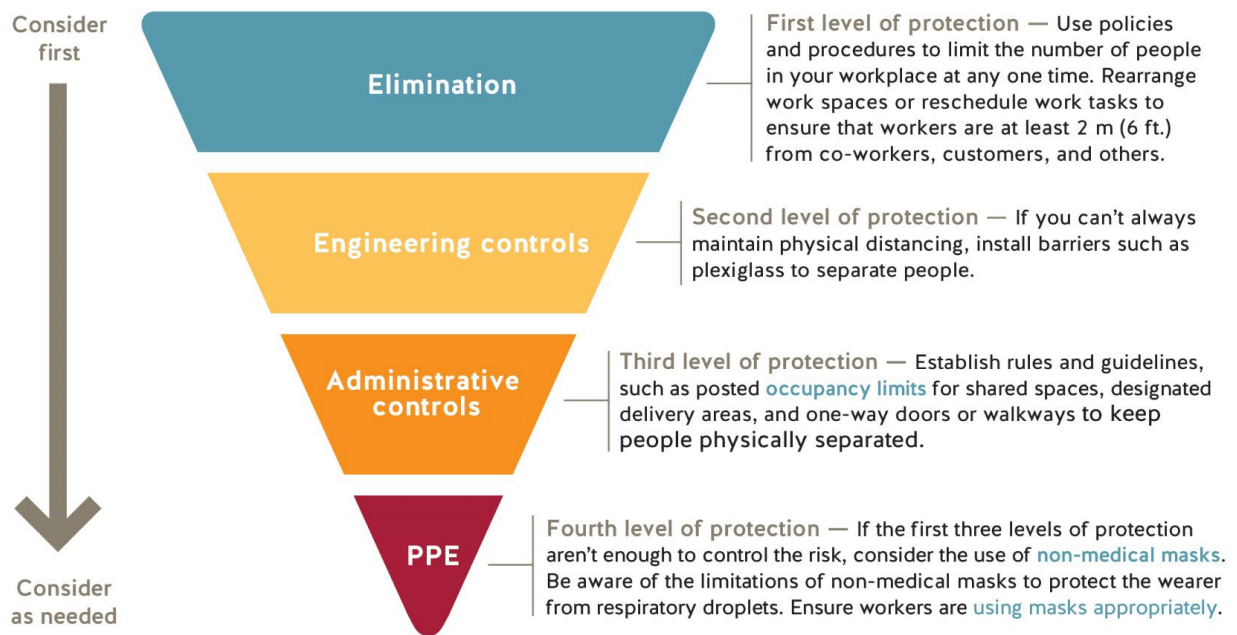 Consider
first
Elimination
First level of protection — Use policies
and procedures to limit the number of people
in your workplace at any one time. Rearrange
work spaces or reschedule work tasks to
ensure that workers are at least 2 m (6 ft.)
from co-workers, customers, and others.
Engineering controls
Second level of protection — If you can’t always
maintain physical distancing, install barriers such as
plexiglass to separate people.
Administrative
controls
Third level of protection — Establish rules and guidelines,
such as posted occupancy limits for shared spaces, designated
delivery areas, and one-way doors or walkways to keep
people physically separated.
PPE
Fourth level of protection — If the first three levels of protection
aren’t enough to control the risk, consider the use of non-medical masks.
Be aware of the limitations of non-medical masks to protect the wearer
from respiratory droplets. Ensure workers are using masks appropriately.
Consider
as needed